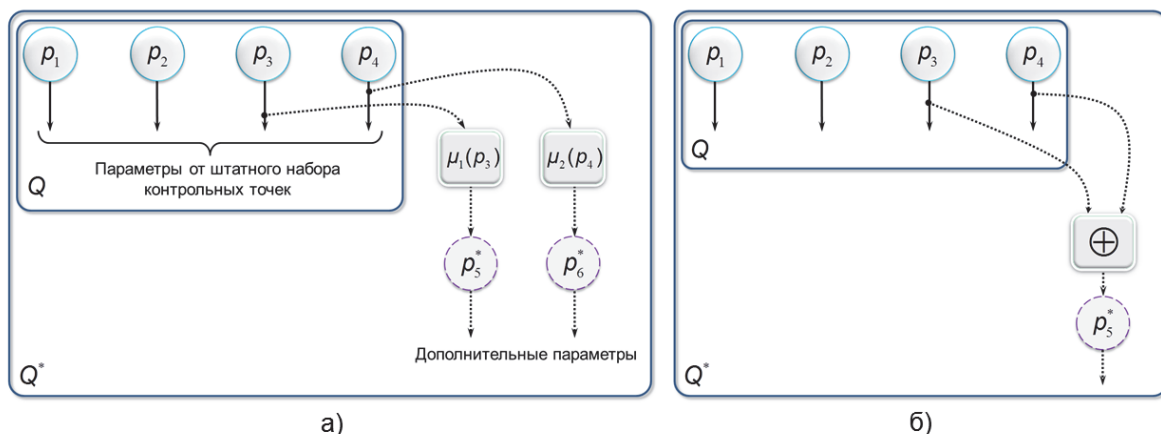 p₁ p₂ p₃ p₄
Параметры от штатного набора
контрольных точек
Q
μ₁(p₃) μ₂(p₄)
p₅* p₆*
Дополнительные параметры
Q*
а)
p₁ p₂ p₃ p₄
Q
⊕
p₅*
Q*
б)